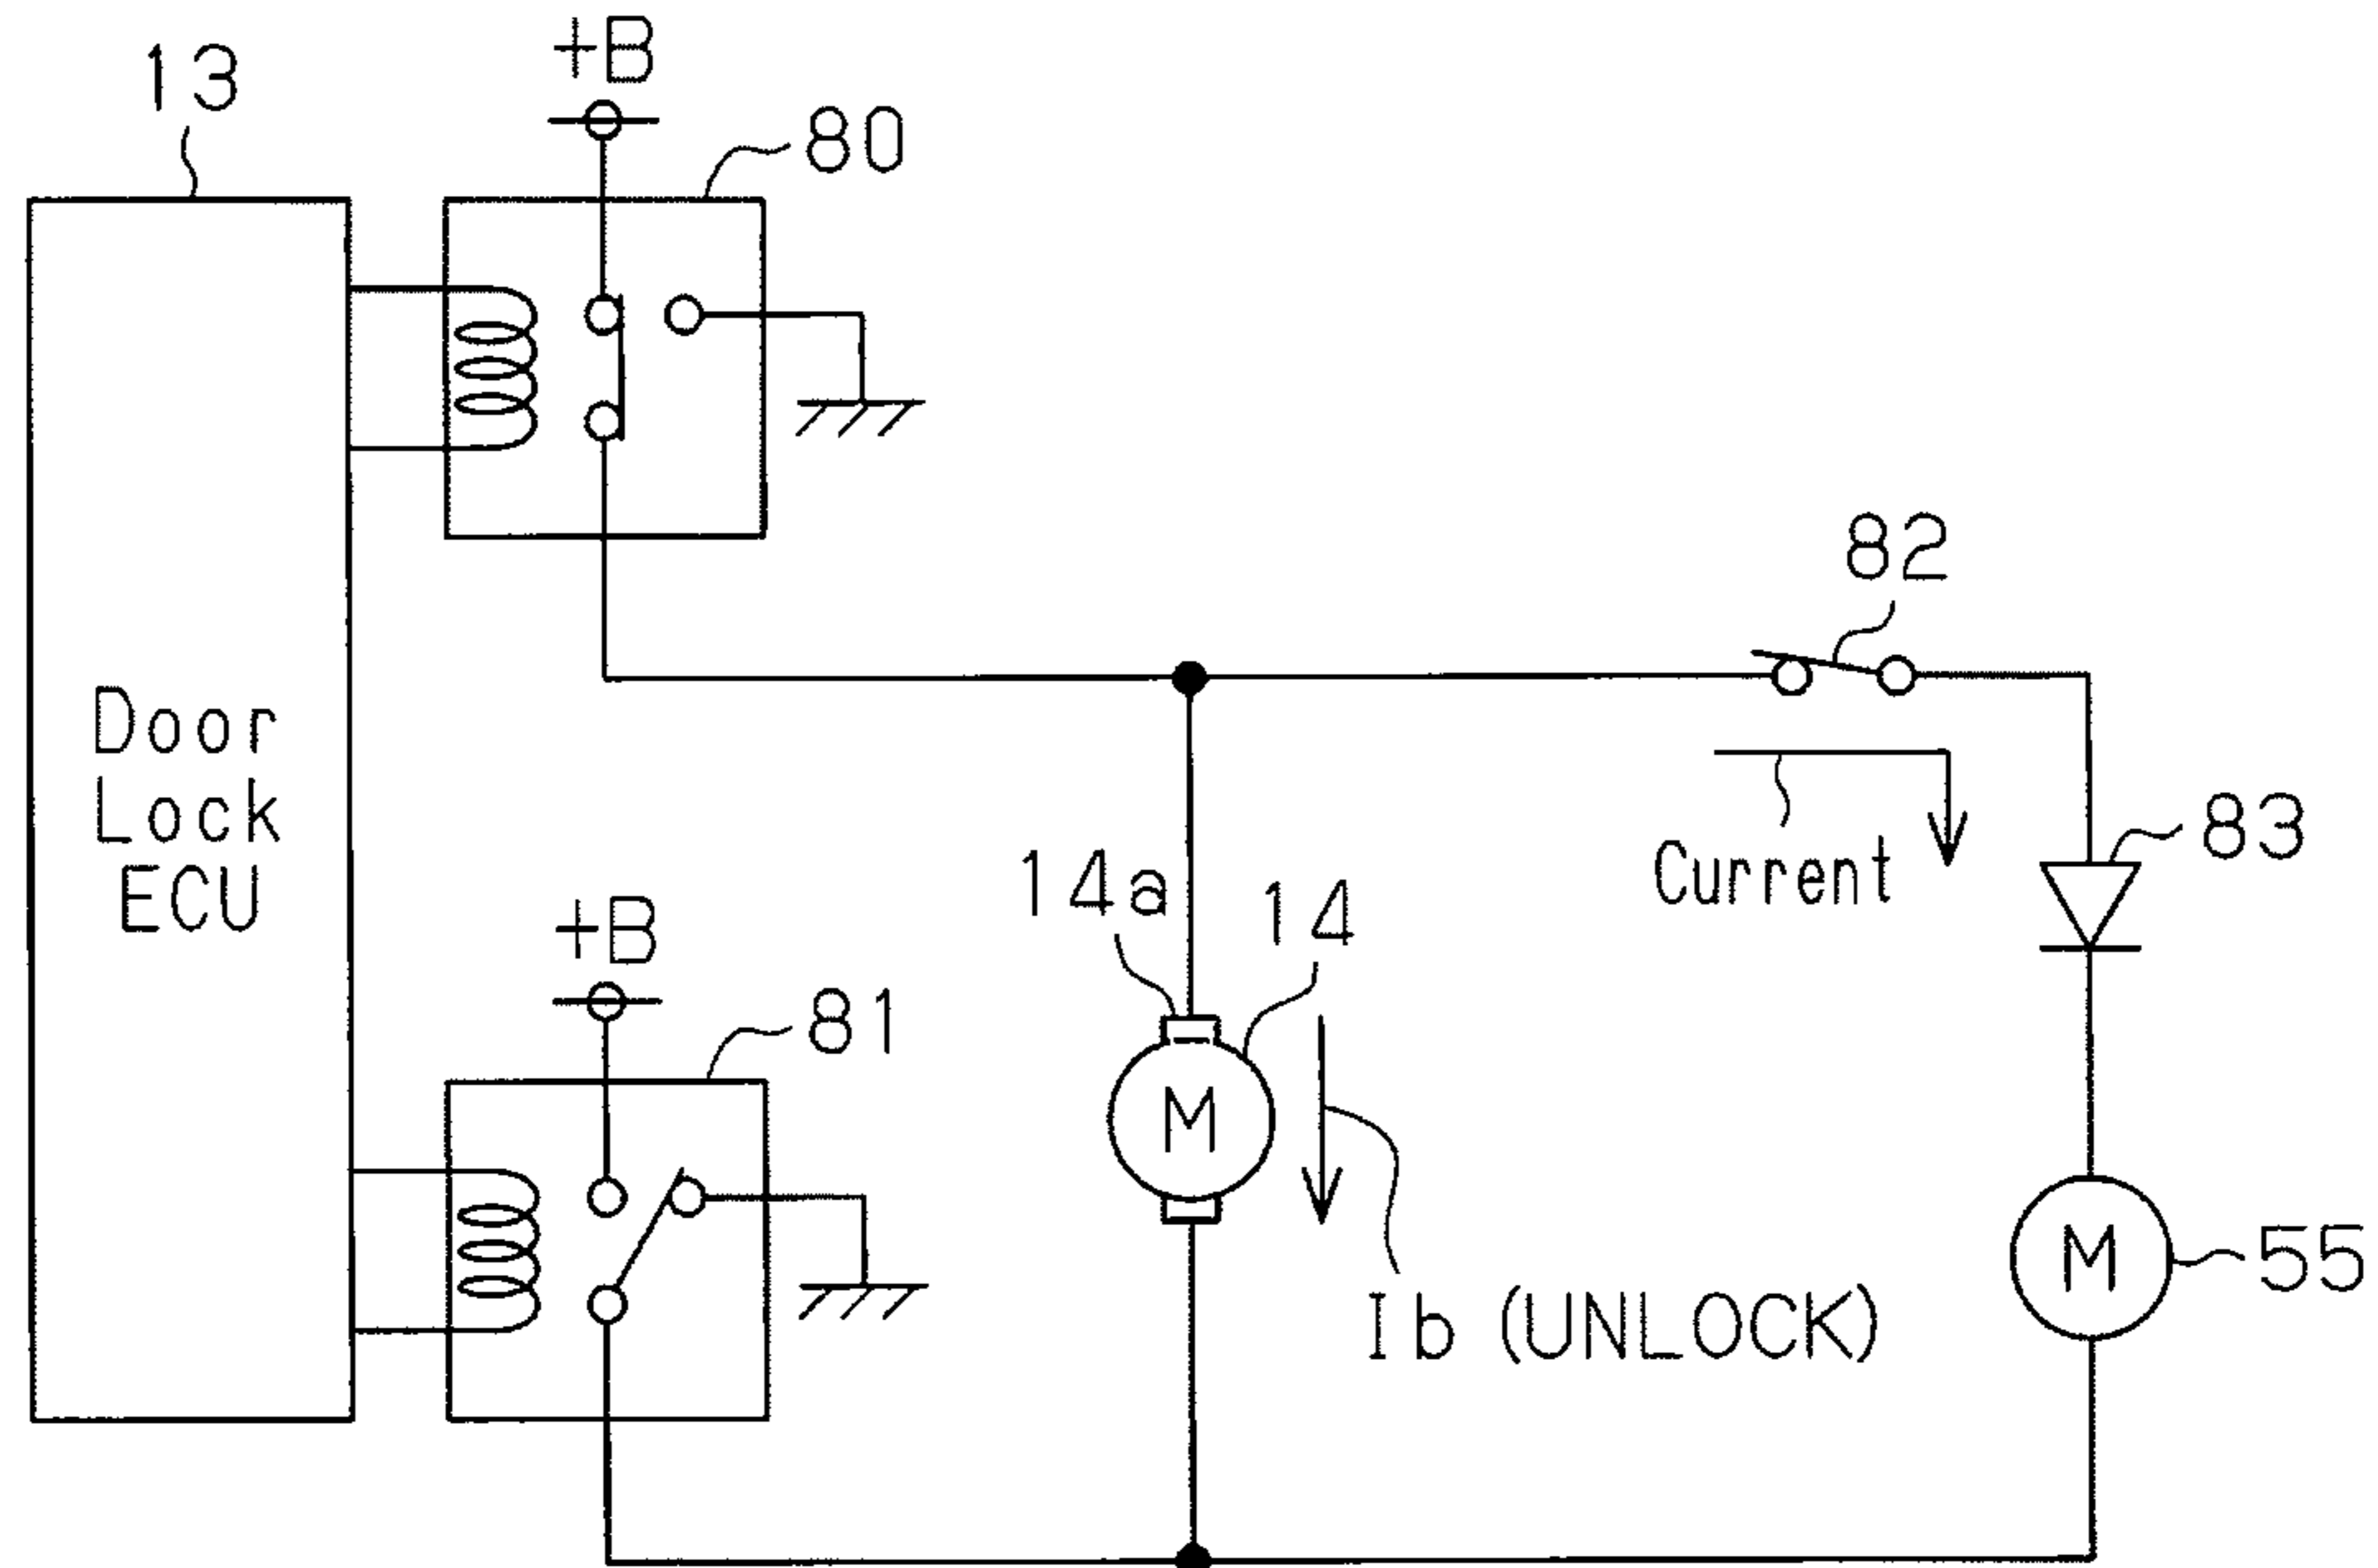 +B
13
80
82
Door
Lock
ECU
Current
83
14a
14
+B
81
M
M
55
Ib (UNLOCK)